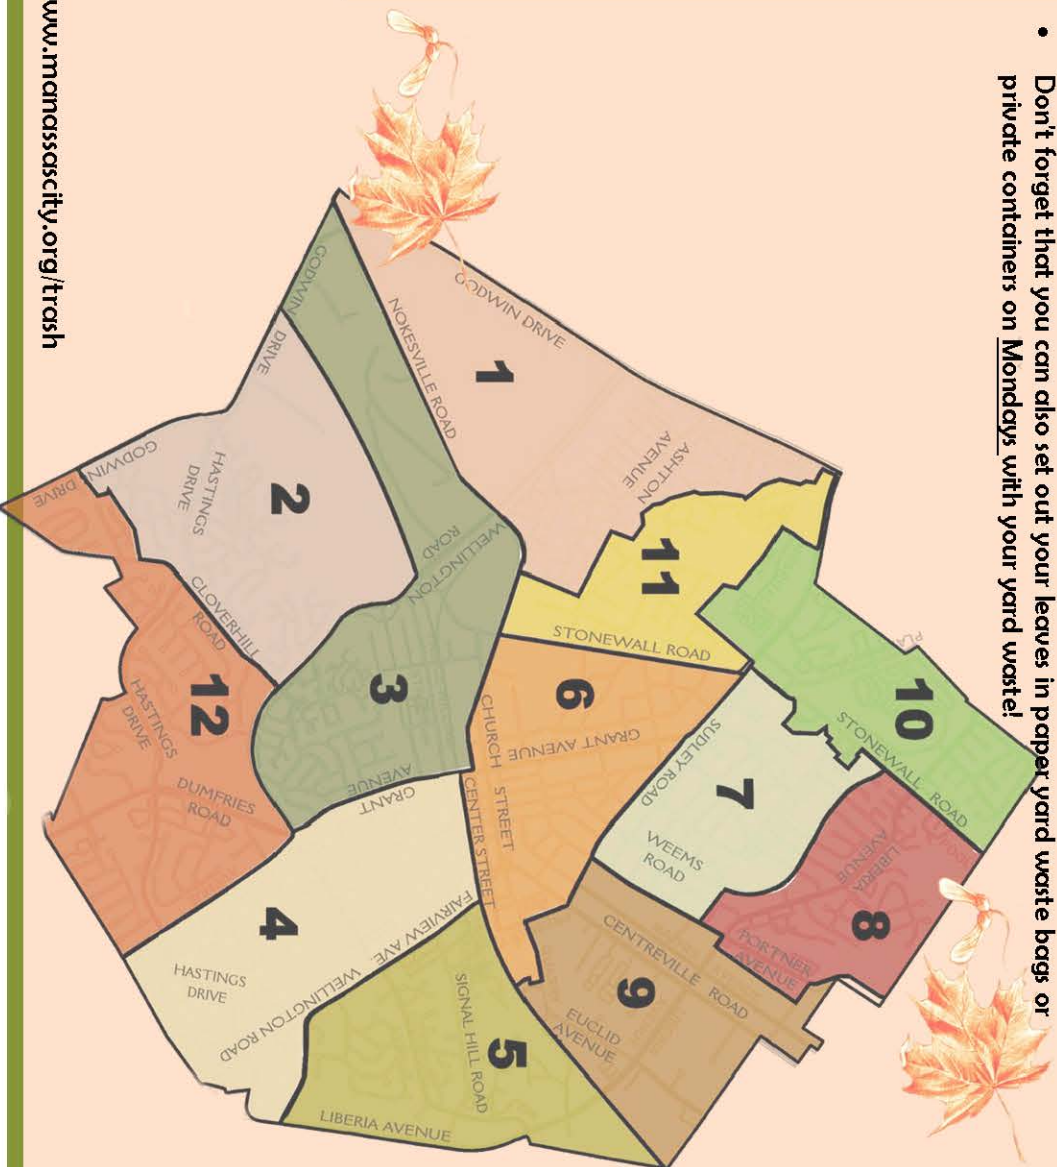 • Don't forget that you can also set out your leaves in paper yard waste bags or
private containers on Mondays with your yard waste!
GODWIN DRIVE
NOKESVILLE ROAD
1
ASHTON
AVENUE
GODWIN
DRIVE
2
HASTINGS
DRIVE
GODWIN
DRIVE
CLOVERHILL
ROAD
WELLINGTON
ROAD
3
11
STONEWALL ROAD
10
STONEWALL ROAD
6
GRANT AVENUE
CHURCH STREET
CENTER STREET
SUDLEY ROAD
7
WEEMS
ROAD
LIBERIA
AVENUE
8
PORTNER
AVENUE
CENTREVILLE ROAD
9
EUCLID
AVENUE
GRANT
AVENUE
12
HASTINGS
DRIVE
DUMFRIES
ROAD
4
FAIRVIEW AVE.
WELLINGTON ROAD
HASTINGS
DRIVE
5
SIGNAL HILL ROAD
LIBERIA AVENUE
ww.manassascity.org/trash